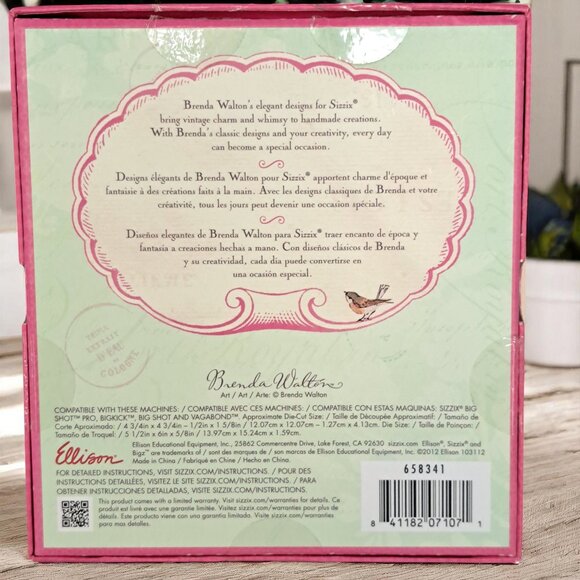 Brenda Walton's elegant designs for Sizzix®
bring vintage charm and whimsy to handmade creations.
With Brenda's classic designs and your creativity, every day
can become a special occasion.
Designs élégants de Brenda Walton pour Sizzix® apportent charme d'époque et
fantaisie à des créations faits à la main. Avec les designs classiques de Brenda et votre
créativité, tous les jours peut devenir une occasion spéciale.
Diseños elegantes de Brenda Walton para Sizzix® traer encanto de época y
fantasia a creaciones hechas a mano. Con diseños clásicos de Brenda
y su creatividad, cada dia puede convertirse en
una ocasión especial.
Brenda Walton
Art / Art / Arte: © Brenda Walton
COMPATIBLE WITH THESE MACHINES: / COMPATIBLE AVEC CES MACHINES: / COMPATIBLE CON ESTAS MAQUINAS: SIZZIX® BIG
SHOT™ PRO, BIGKICK™, BIG SHOT AND VAGABOND™. Approximate Die-Cut Size: / Taille de Découpée Approximatif / Tamaño de
Corte Aproximado: / 4 3/4in x 4 3/4in – 1/2in x 1 5/8in / 12.07cm x 12.07cm – 1.27cm x 4.13cm. Die Size: / Taille de Poinçon: /
Tamaño de Troquel: / 5 1/2in x 6in x 5/8in / 13.97cm x 15.24cm x 1.59cm.
Ellison
Ellison Educational Equipment, Inc., 25862 Commercentre Drive, Lake Forest, CA 92630 sizzix.com Ellison®, Sizzix® and
Bigz™ are trademarks of / sont des marques de / son marcas de Ellison Educational Equipment, Inc. ©2012 Ellison 103112
Made in China / Fabriqué en Chine / Hecho en China
FOR DETAILED INSTRUCTIONS, VISIT SIZZIX.COM/INSTRUCTIONS / POUR DES
INSTRUCTIONS DÉTAILLÉES, VISITEZ LE SITE SIZZIX.COM/INSTRUCTIONS / PARA
OBTENER INSTRUCCIONES DETALLADAS, VISITE SIZZIX.COM/INSTRUCTIONS
This product comes with a limited warranty. Visit sizzix.com/warranties for details. Ce
produit est livré avec une garantie limitée. Visitez sizzix.com/warranties pour plus de détails.
Este producto viene con una garantía limitada. Visite sizzix.com/warranties
para mas detalles.
658341
8 41182 07107 1